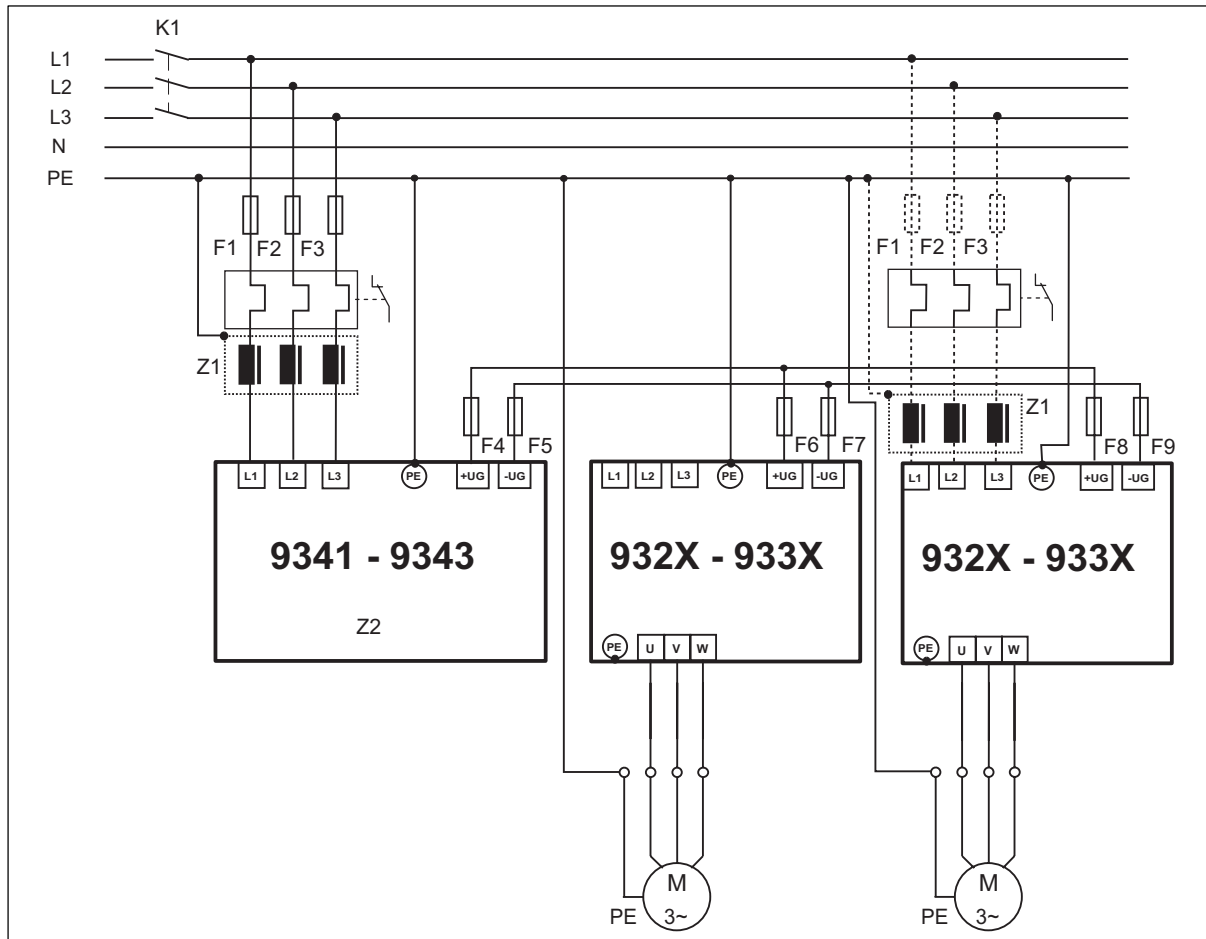 K1
L1
L2
L3
N
PE
F1 F2 F3
F1 F2 F3
Z1
Z1
F4 F5
F6 F7
F8 F9
L1 L2 L3 PE +UG -UG
L1 L2 L3 PE +UG -UG
L1 L2 L3 PE +UG -UG
9341 - 9343
932X - 933X
932X - 933X
Z2
PE U V W
PE U V W
PE
M
3~
PE
M
3~